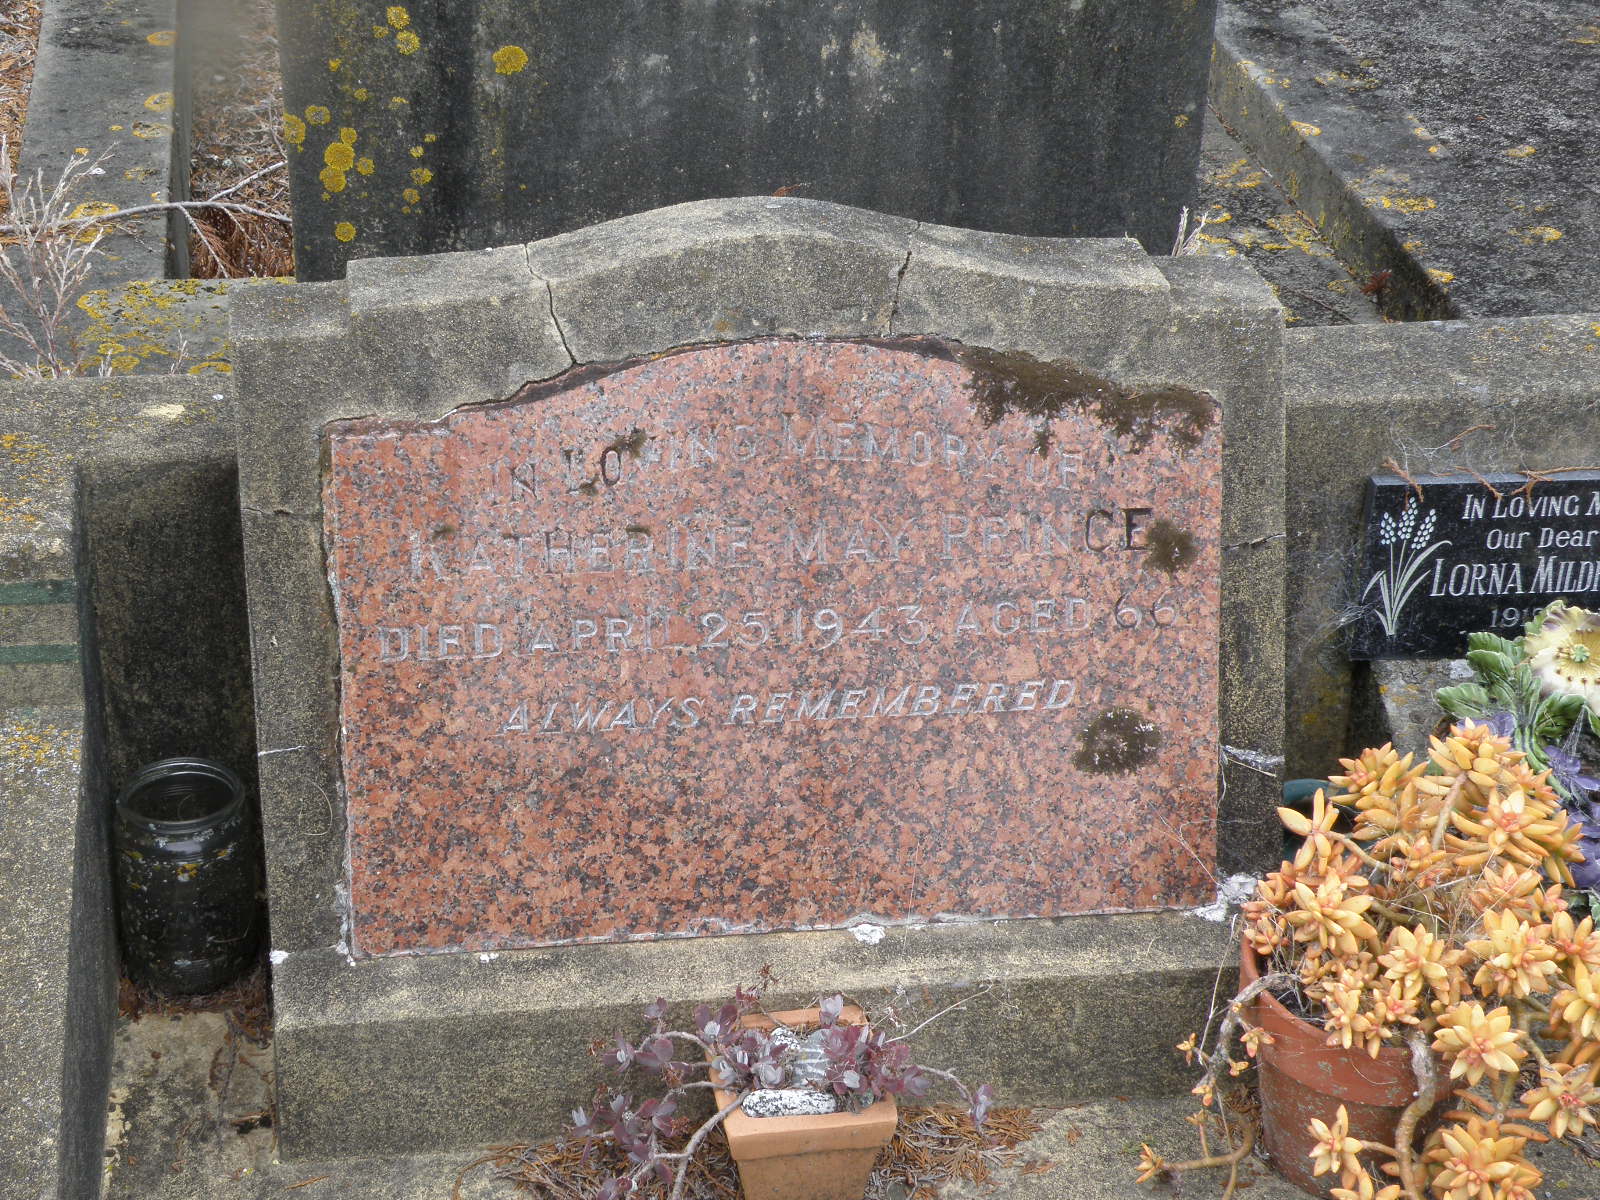 IN LOVING MEMORY OF
KATHERINE MAY PRINCE
DIED APRIL 25 1943 AGED 66
ALWAYS REMEMBERED
IN LOVING
OUR DEAR
LORNA